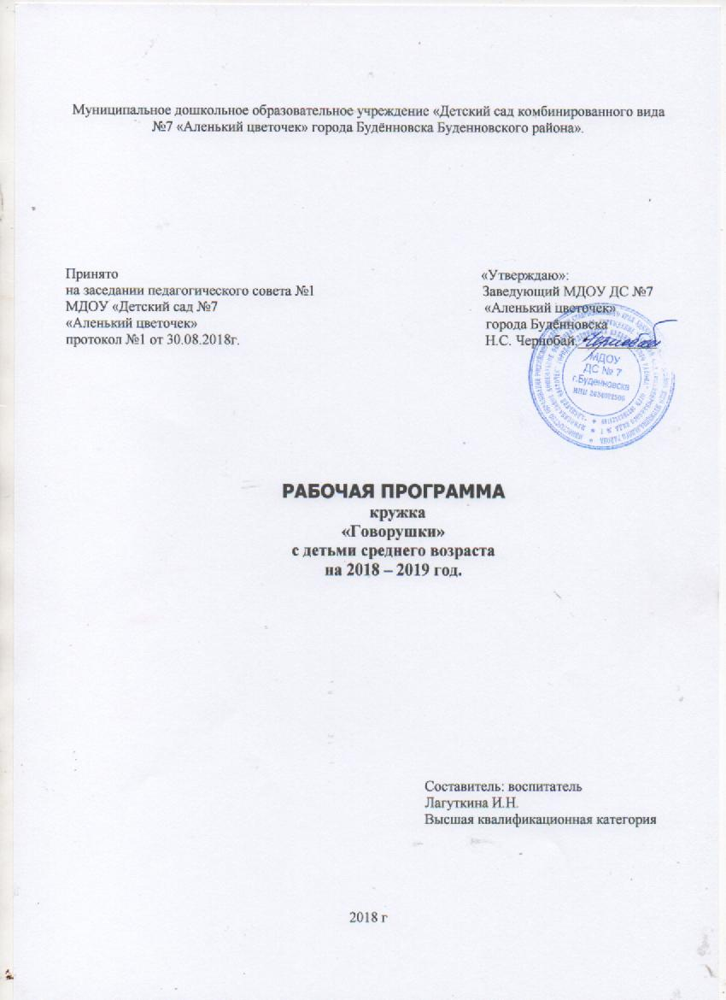 Муниципальное дошкольное образовательное учреждение «Детский сад комбинированного вида
№7 «Аленький цветочек» города Будённовска Буденновского района».
Принято
на заседании педагогического совета №1
МДОУ «Детский сад №7
«Аленький цветочек»
протокол №1 от 30.08.2018г.
«Утверждаю»:
Заведующий МДОУ ДС №7
«Аленький цветочек»
города Будённовска
Н.С. Чернобай.
МДОУ
ДС № 7
г.Буденновска
РАБОЧАЯ ПРОГРАММА
кружка
«Говорушки»
с детьми среднего возраста
на 2018 – 2019 год.
Составитель: воспитатель
Лагуткина И.Н.
Высшая квалификационная категория
2018 г